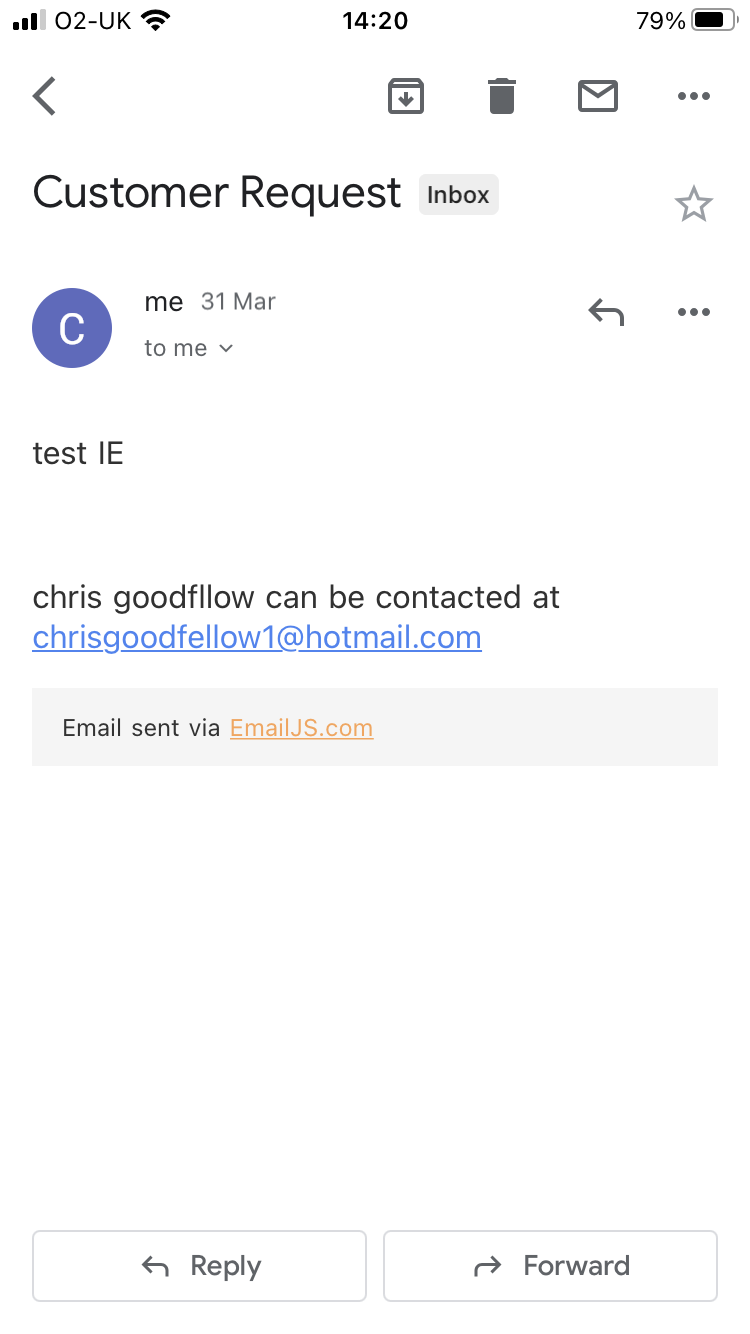 O2-UK 14:20 79%
Customer Request Inbox
me 31 Mar
to me
C
test IE
chris goodfllow can be contacted at
chrisgoodfellow1@hotmail.com
Email sent via EmailJS.com
Reply Forward